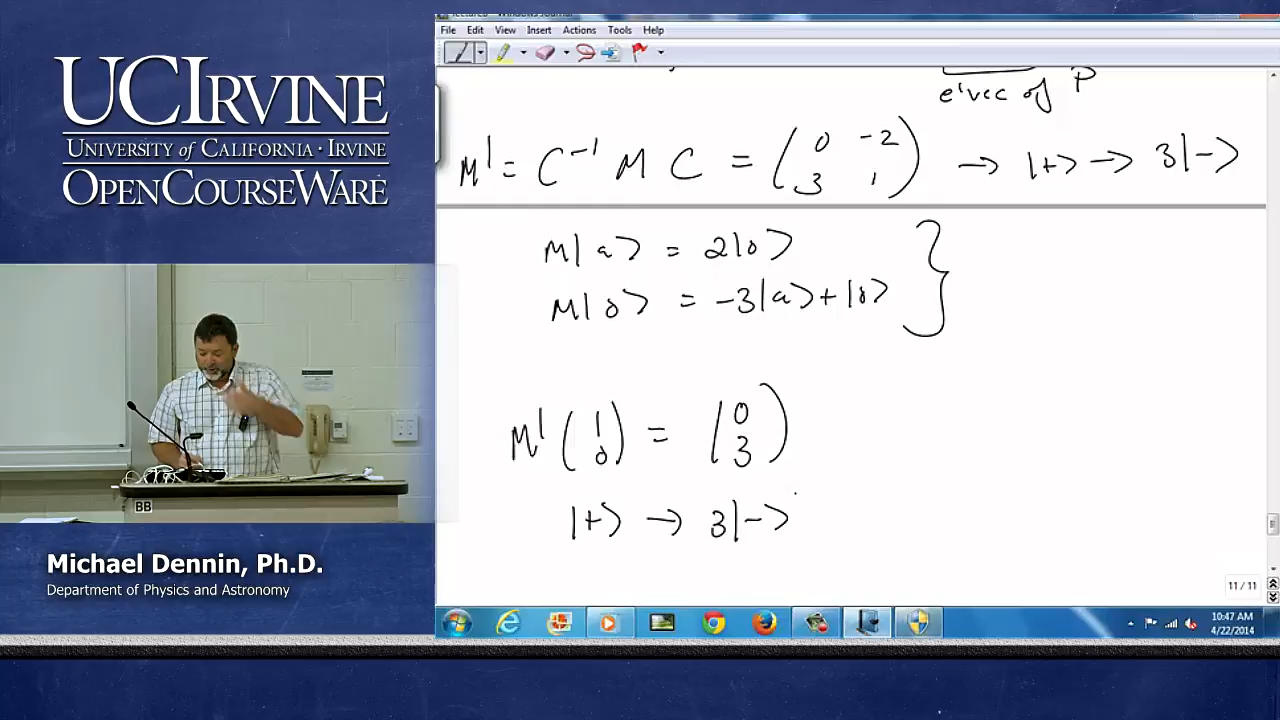 UCIRVINE
UNIVERSITY of CALIFORNIA · IRVINE
OPENCOURSEWARE
BB
Michael Dennin, Ph.D.
Department of Physics and Astronomy
File Edit View Insert Actions Tools Help
e'vec of P
M' = C⁻¹ M C = (0 -2 / 3 1) → |+> → 3|->
M|a> = 2|o>
M|o> = -3|a> + |o>
M' (1 / 0) = (0 / 3)
|+> → 3|->
11 / 11
10:47 AM
4/22/2014